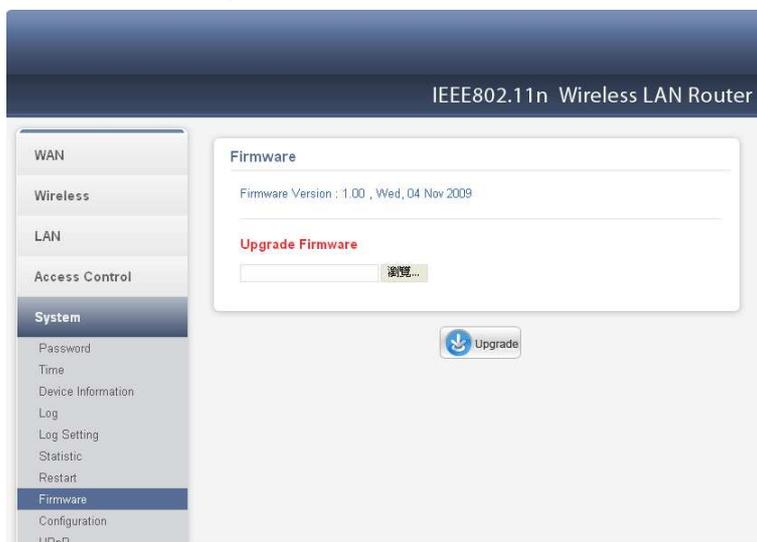 IEEE802.11n Wireless LAN Router
WAN
Wireless
LAN
Access Control
System
Password
Time
Device Information
Log
Log Setting
Statistic
Restart
Firmware
Configuration
UPnP
Firmware
Firmware Version : 1.00 , Wed, 04 Nov 2009
Upgrade Firmware
瀏覽...
Upgrade